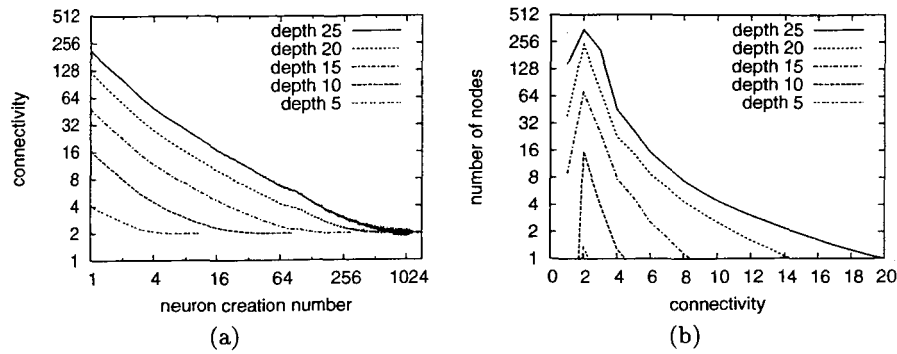 512
256
128
64
32
16
8
4
2
1
connectivity
depth 25
depth 20
depth 15
depth 10
depth 5
1 4 16 64 256 1024
neuron creation number
(a)
512
256
128
64
32
16
8
4
2
1
number of nodes
depth 25
depth 20
depth 15
depth 10
depth 5
0 2 4 6 8 10 12 14 16 18 20
connectivity
(b)